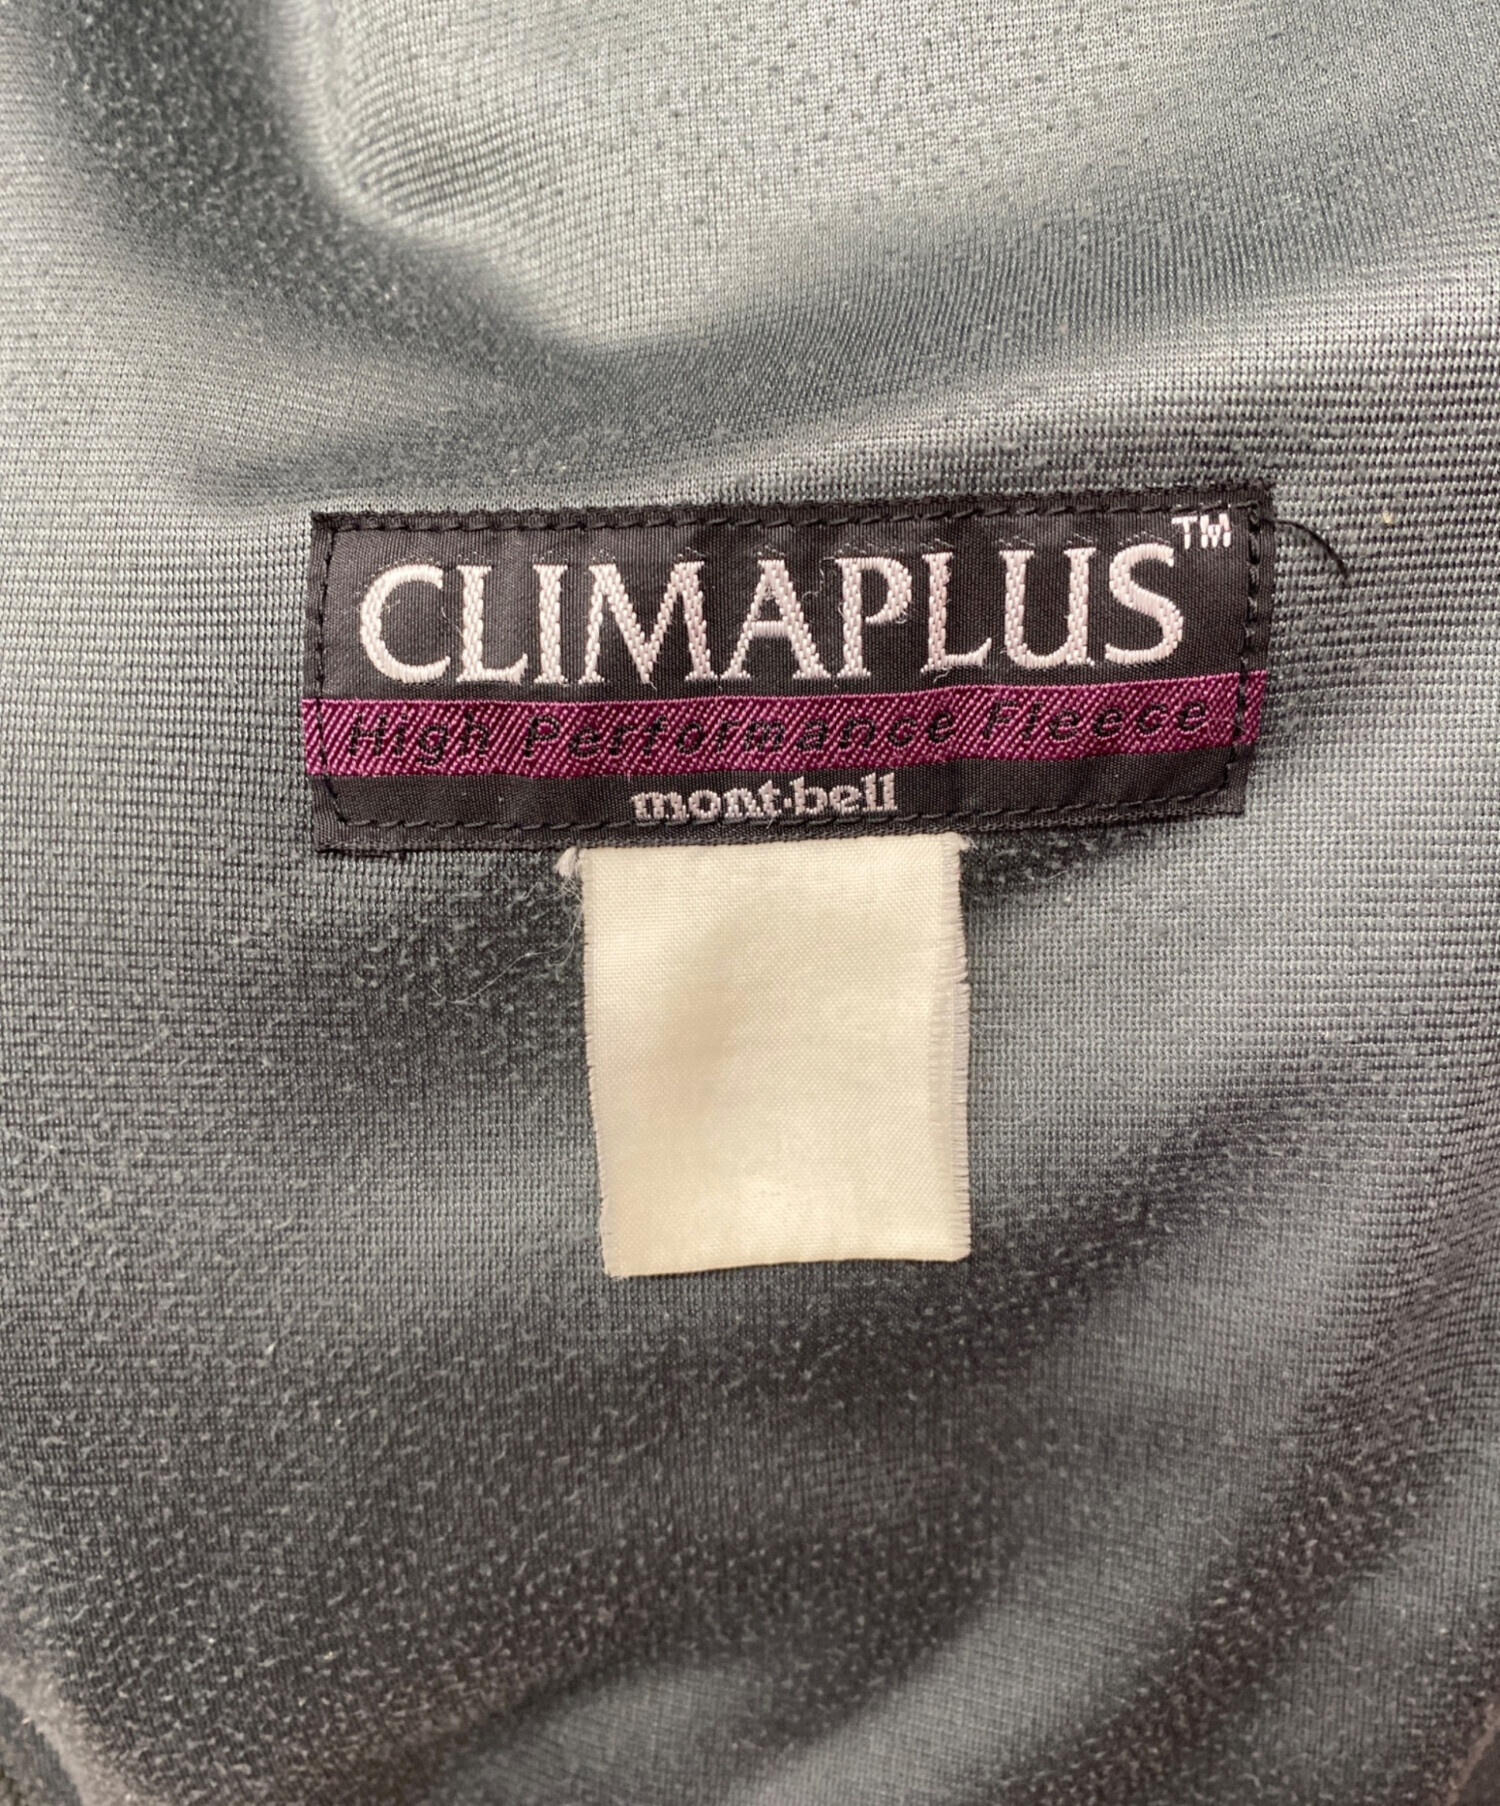 CLIMAPLUS™
High Performance Fleece
mont-bell